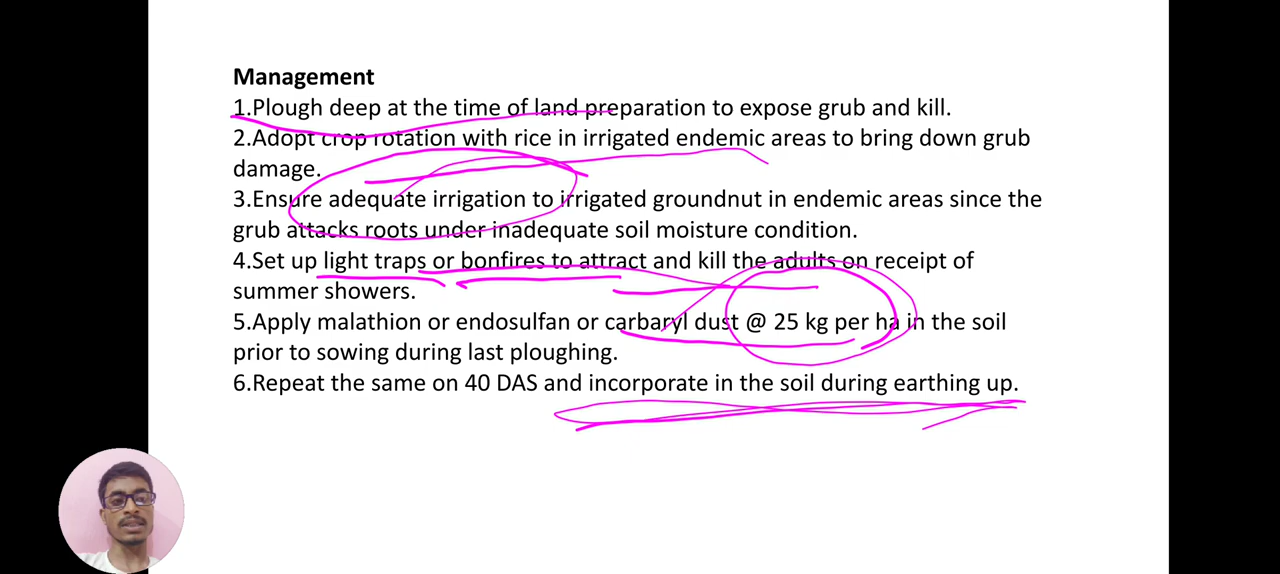 Management
1.Plough deep at the time of land preparation to expose grub and kill.
2.Adopt crop rotation with rice in irrigated endemic areas to bring down grub
damage.
3.Ensure adequate irrigation to irrigated groundnut in endemic areas since the
grub attacks roots under inadequate soil moisture condition.
4.Set up light traps or bonfires to attract and kill the adults on receipt of
summer showers.
5.Apply malathion or endosulfan or carbaryl dust @ 25 kg per ha in the soil
prior to sowing during last ploughing.
6.Repeat the same on 40 DAS and incorporate in the soil during earthing up.